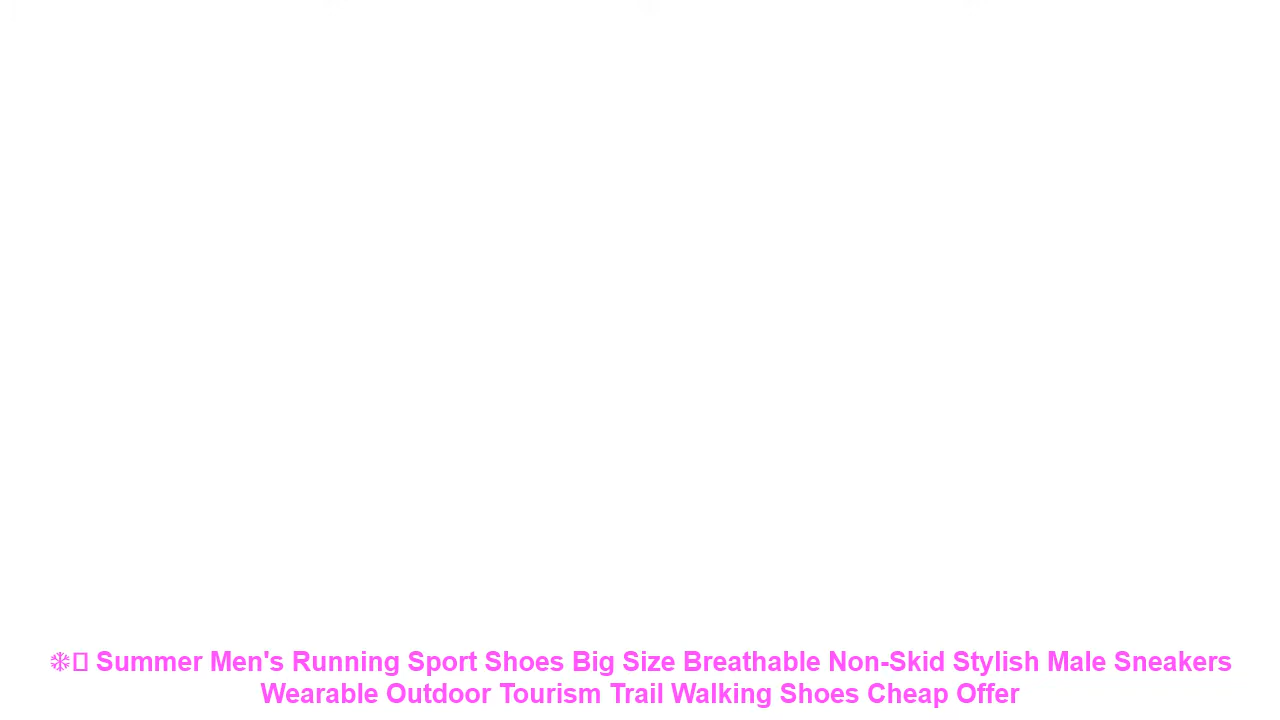 ❄️ Summer Men's Running Sport Shoes Big Size Breathable Non-Skid Stylish Male Sneakers
Wearable Outdoor Tourism Trail Walking Shoes Cheap Offer